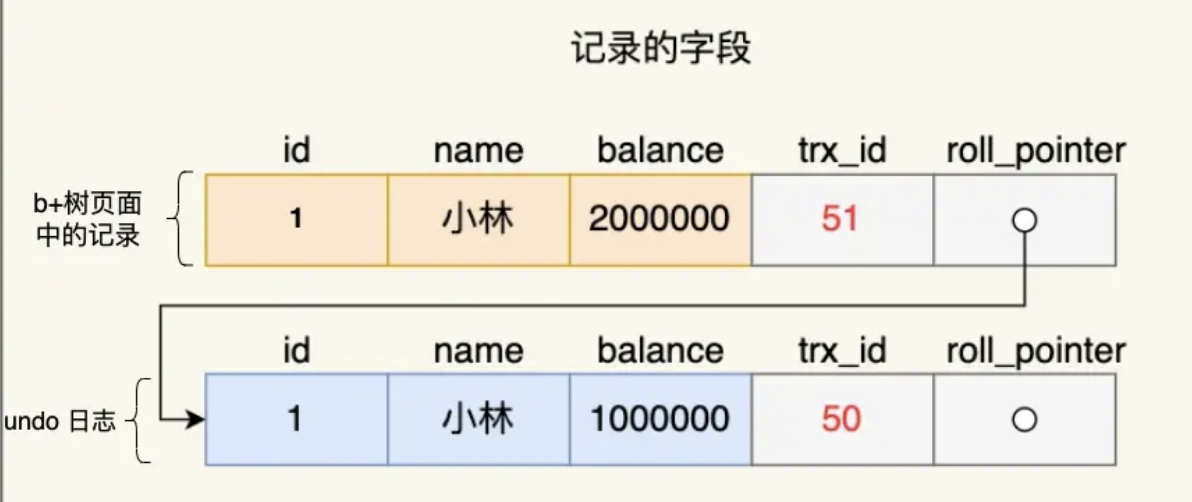 记录的字段
id name balance trx_id roll_pointer
b+树页面
中的记录
1 小林 2000000 51
id name balance trx_id roll_pointer
undo 日志
1 小林 1000000 50